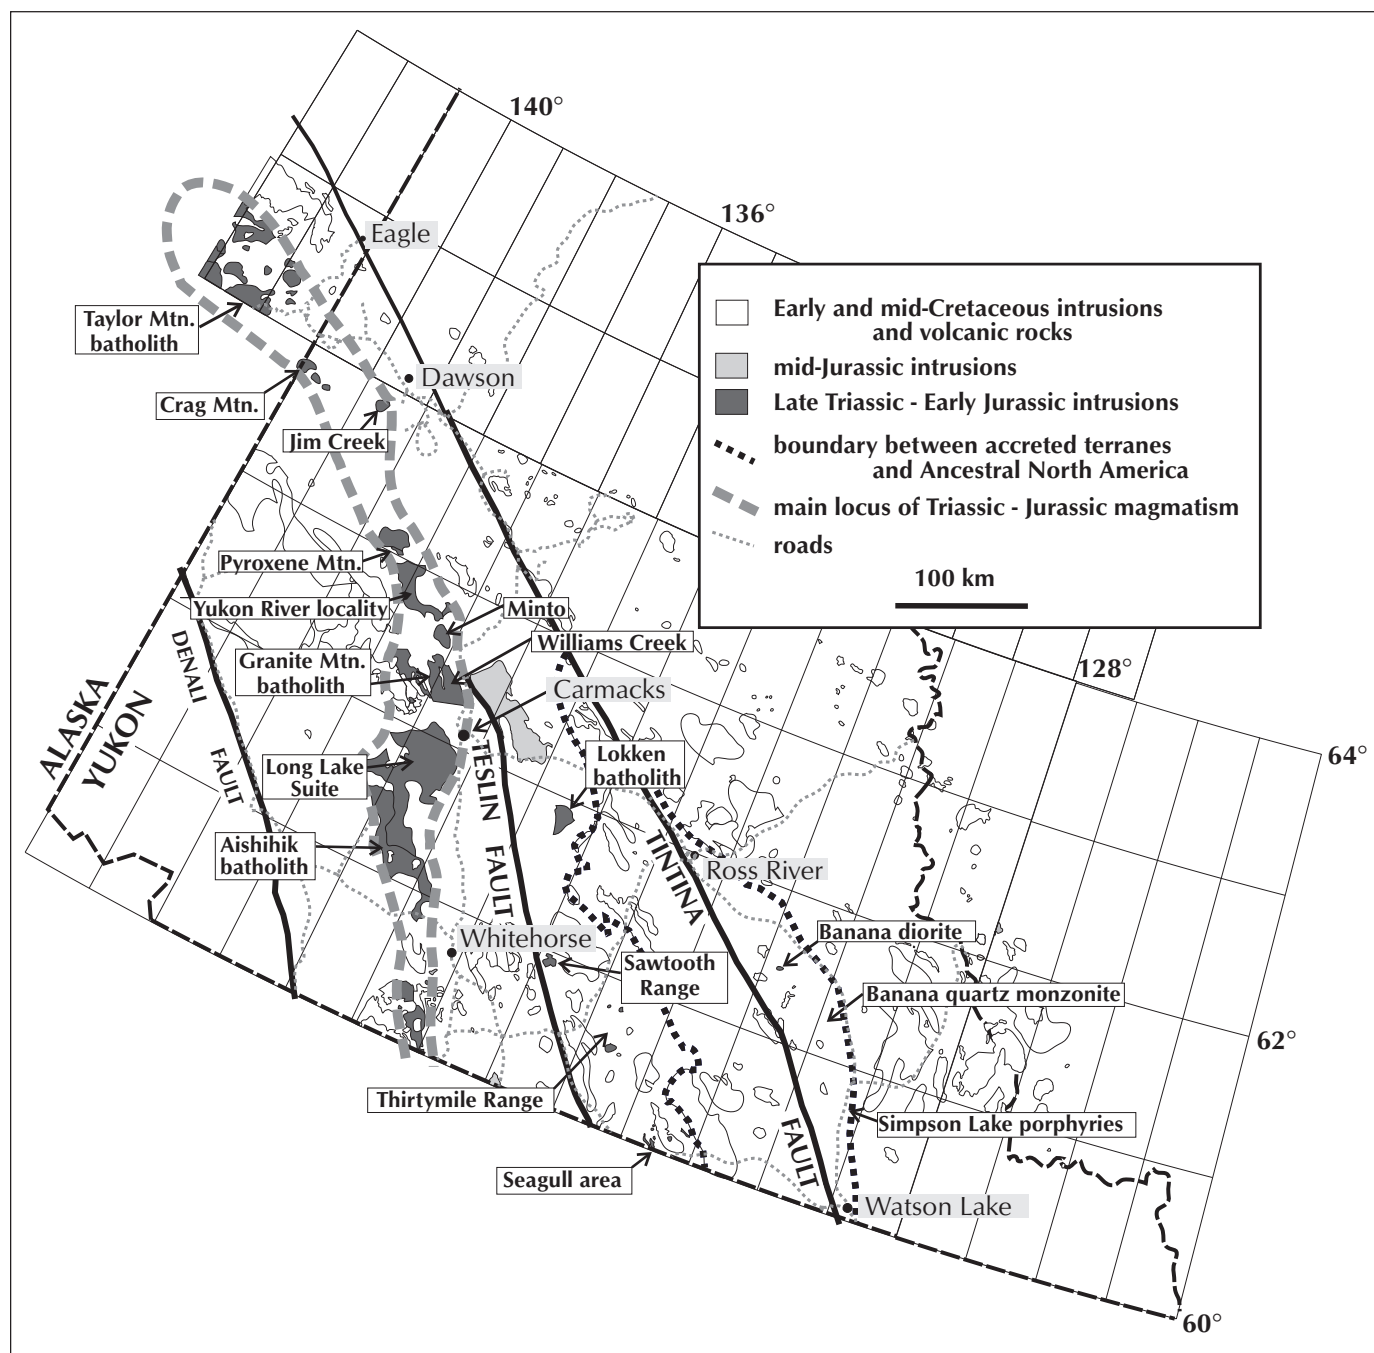 140°
136°
Eagle
Early and mid-Cretaceous intrusions
and volcanic rocks
Taylor Mtn.
batholith
mid-Jurassic intrusions
Dawson
Late Triassic - Early Jurassic intrusions
Crag Mtn.
Jim Creek
boundary between accreted terranes
and Ancestral North America
main locus of Triassic - Jurassic magmatism
roads
Pyroxene Mtn.
100 km
Yukon River locality
Minto
Williams Creek
DENALI
FAULT
Granite Mtn.
batholith
128°
Carmacks
ALASKA
YUKON
64°
Lokken
batholith
TESLIN
FAULT
Long Lake
Suite
TINTINA
FAULT
Aishihik
batholith
Ross River
Whitehorse
Banana diorite
Sawtooth
Range
Banana quartz monzonite
62°
Thirtymile Range
Simpson Lake porphyries
Seagull area
Watson Lake
60°